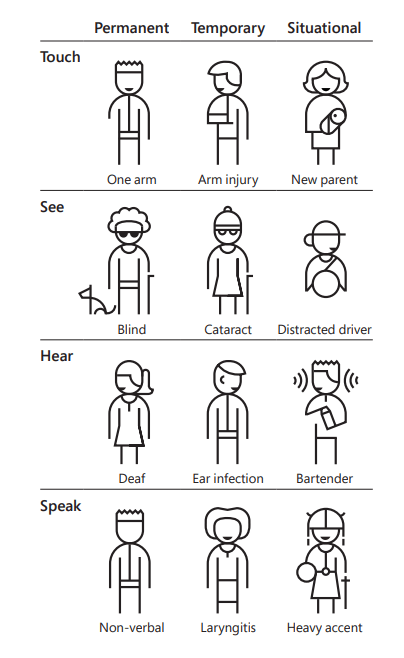 Permanent Temporary Situational
Touch
One arm Arm injury New parent
See
Blind Cataract Distracted driver
Hear
Deaf Ear infection Bartender
Speak
Non-verbal Laryngitis Heavy accent